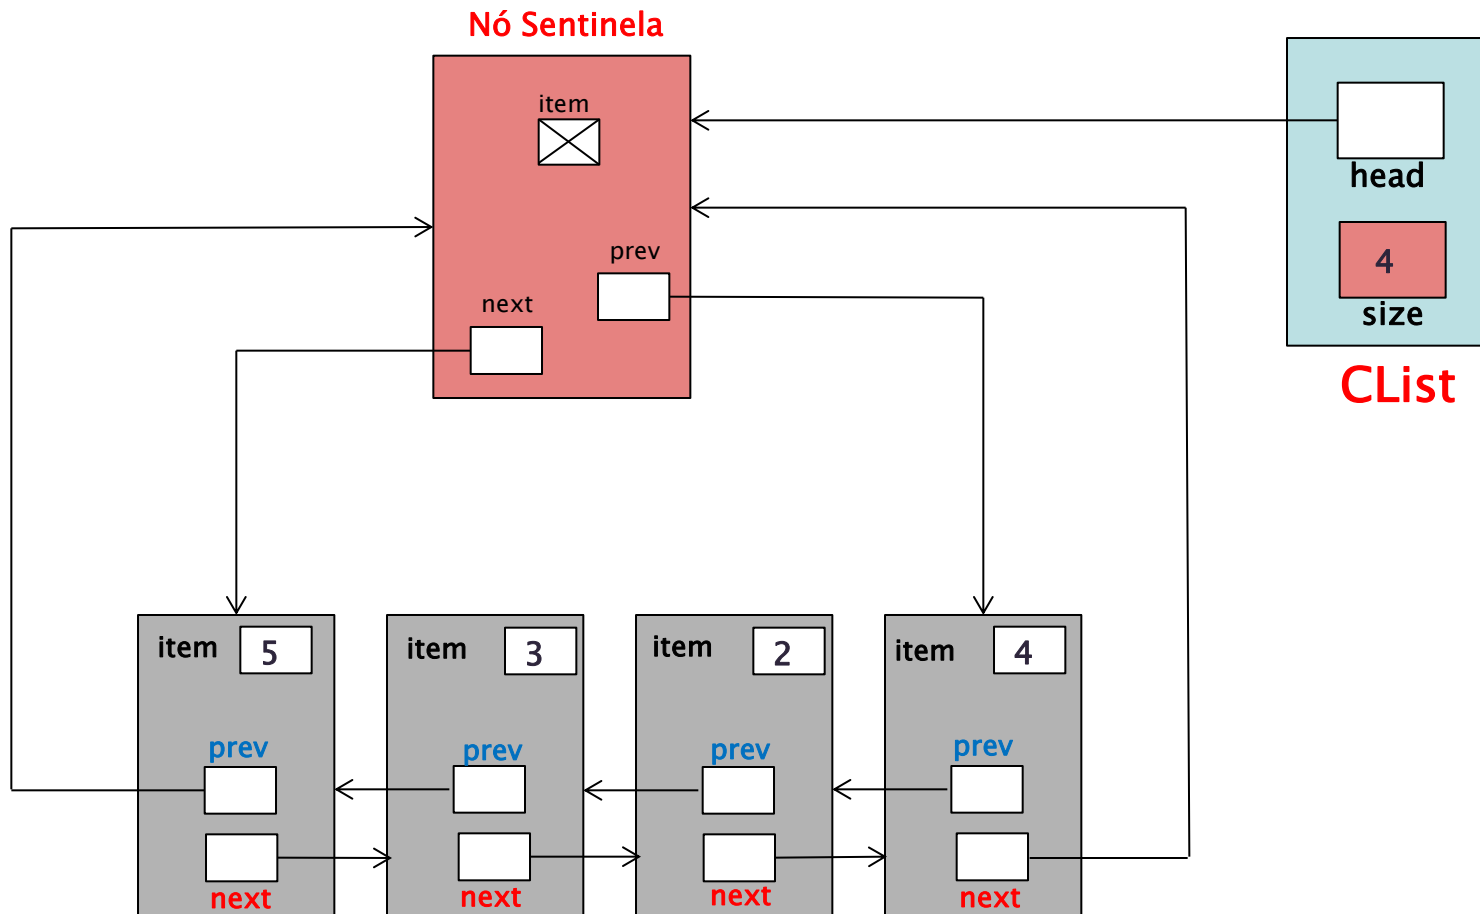 Nó Sentinela
item
prev
next
head
4
size
CList
item 5
item 3
item 2
item 4
prev
prev
prev
prev
next
next
next
next